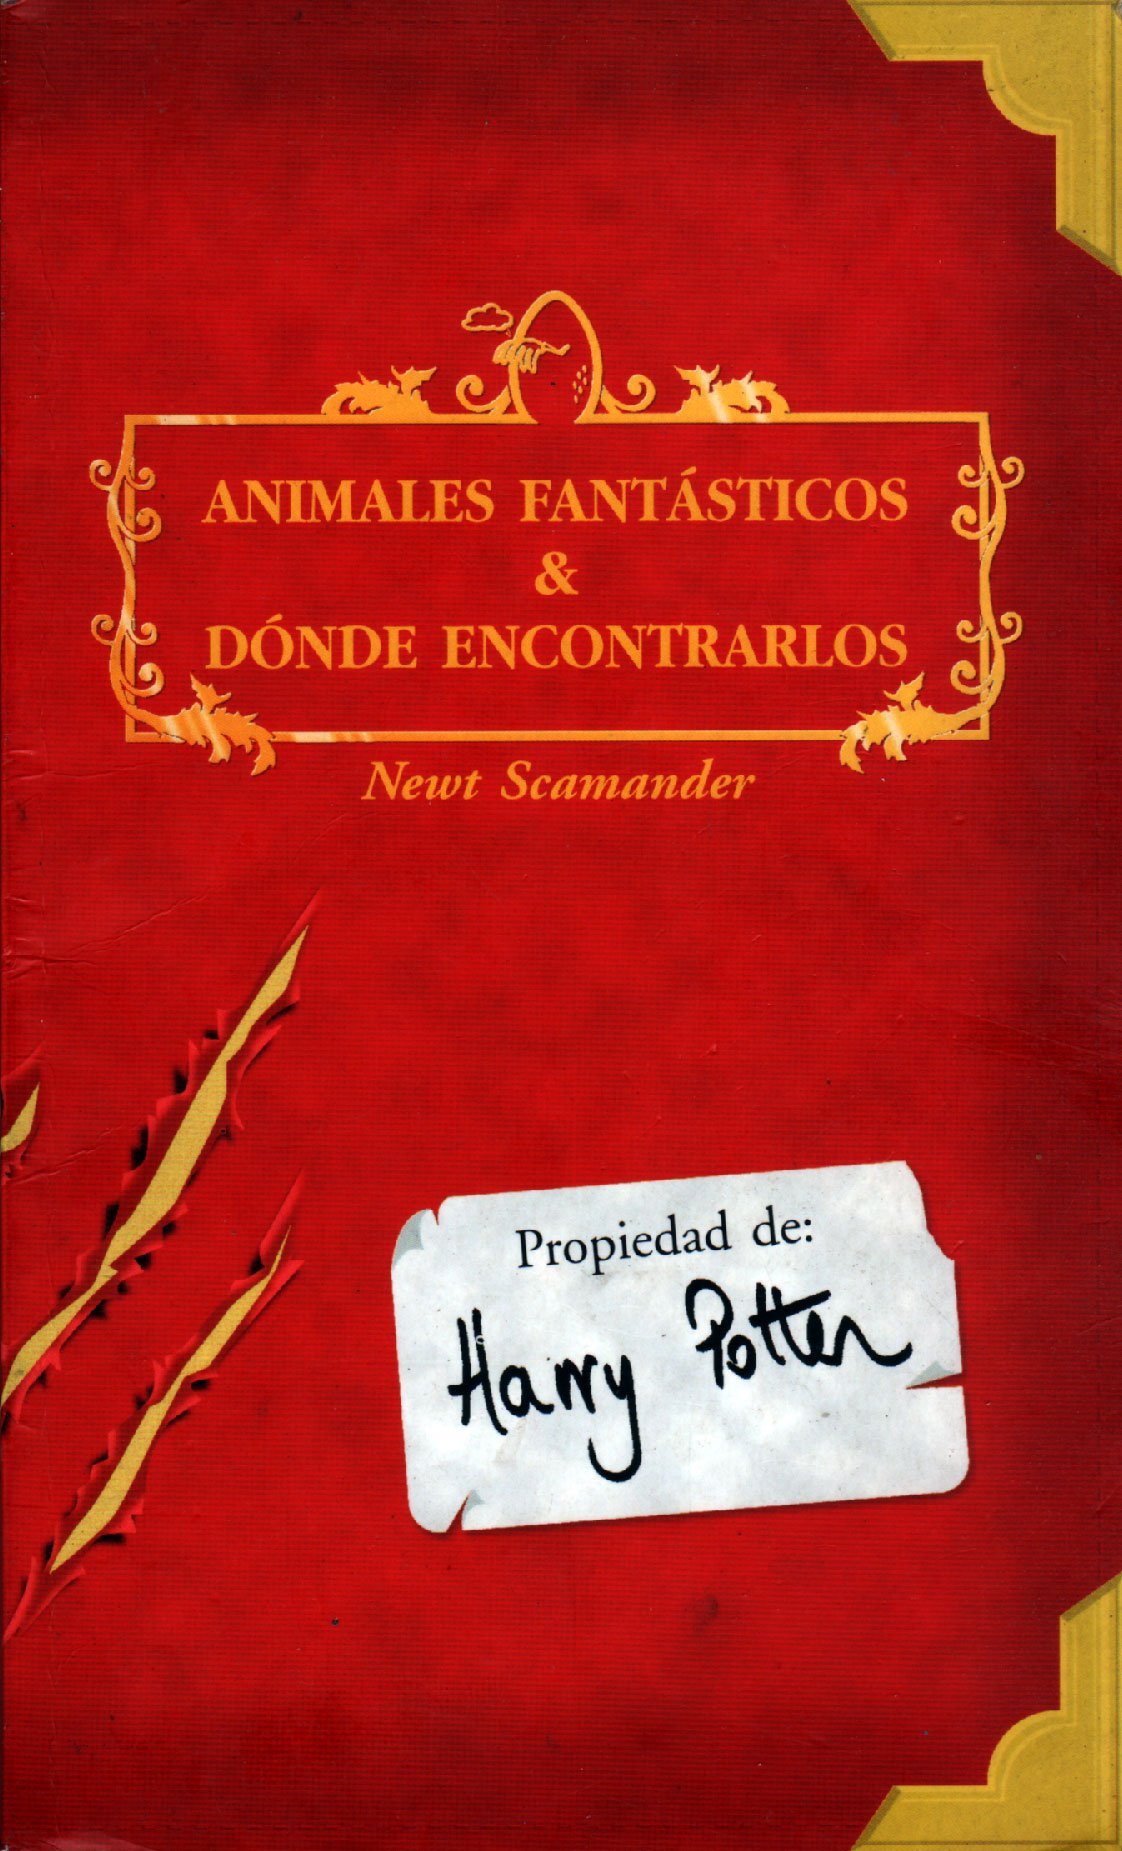 ANIMALES FANTÁSTICOS
&
DÓNDE ENCONTRARLOS
Newt Scamander
Propiedad de:
Harry Potter